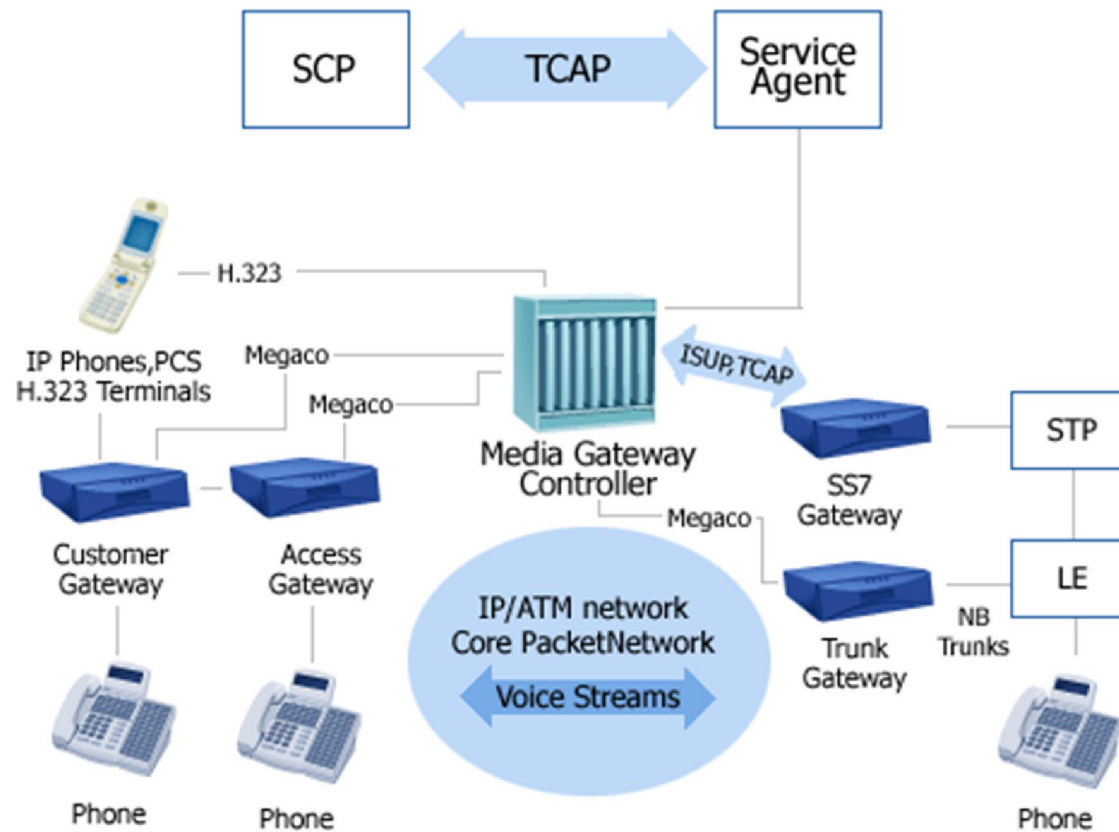 SCP
TCAP
Service
Agent
H.323
IP Phones,PCS
H.323 Terminals
Megaco
Megaco
ISUP,TCAP
Media Gateway
Controller
STP
SS7
Gateway
Megaco
Customer
Gateway
Access
Gateway
LE
NB
Trunks
Trunk
Gateway
IP/ATM network
Core PacketNetwork
Voice Streams
Phone
Phone
Phone